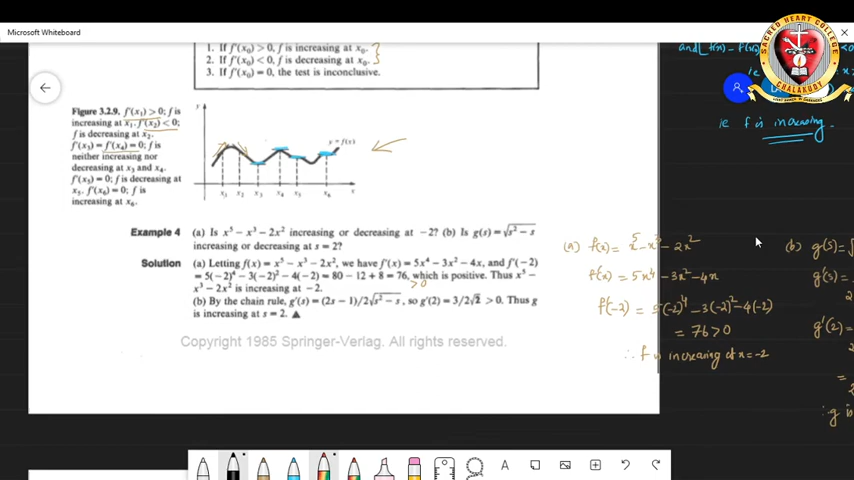 Microsoft Whiteboard
SACRED HEART COLLEGE
CHALAKUDY
1. If f'(x₀) > 0, f is increasing at x₀.
2. If f'(x₀) < 0, f is decreasing at x₀.
3. If f'(x₀) = 0, the test is inconclusive.
ie f is increasing.
Figure 3.2.9. f'(x₁) > 0; f is
increasing at x₁. f'(x₂) < 0;
f is decreasing at x₂.
f'(x₃) = f'(x₄) = 0; f is
neither increasing nor
decreasing at x₃ and x₄.
f'(x₅) = 0; f is decreasing at
x₅. f'(x₆) = 0; f is
increasing at x₆.
y
y = f(x)
x₁ x₂ x₃ x₄ x₅ x₆ x
Example 4 (a) Is x⁵ − x³ − 2x² increasing or decreasing at −2? (b) Is g(s) = √s² − s
increasing or decreasing at s = 2?
Solution (a) Letting f(x) = x⁵ − x³ − 2x², we have f'(x) = 5x⁴ − 3x² − 4x, and f'(−2)
= 5(−2)⁴ − 3(−2)² − 4(−2) = 80 − 12 + 8 = 76, which is positive. Thus x⁵ −
x³ − 2x² is increasing at −2.
>0
(b) By the chain rule, g'(s) = (2s − 1)/2√s² − s, so g'(2) = 3/2√2 > 0. Thus g
is increasing at s = 2. ▲
Copyright 1985 Springer-Verlag. All rights reserved.
(a) f(x) = x⁵ − x³ − 2x²
f'(x) = 5x⁴ − 3x² − 4x
f'(−2) = 5(−2)⁴ − 3(−2)² − 4(−2)
= 76 > 0
∴ f is increasing at x = −2
(b) g(s) = √
g'(s) =
2
g'(2) =
=
∴ g is